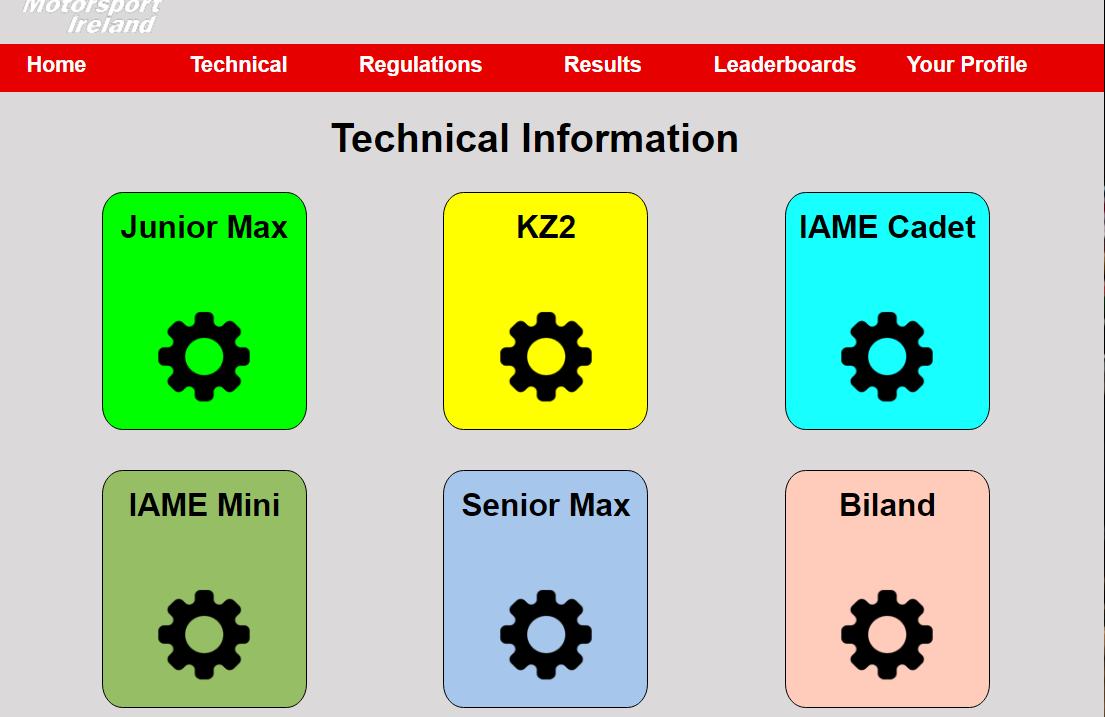 Motorsport
Ireland
Home Technical Regulations Results Leaderboards Your Profile
Technical Information
Junior Max KZ2 IAME Cadet
IAME Mini Senior Max Biland